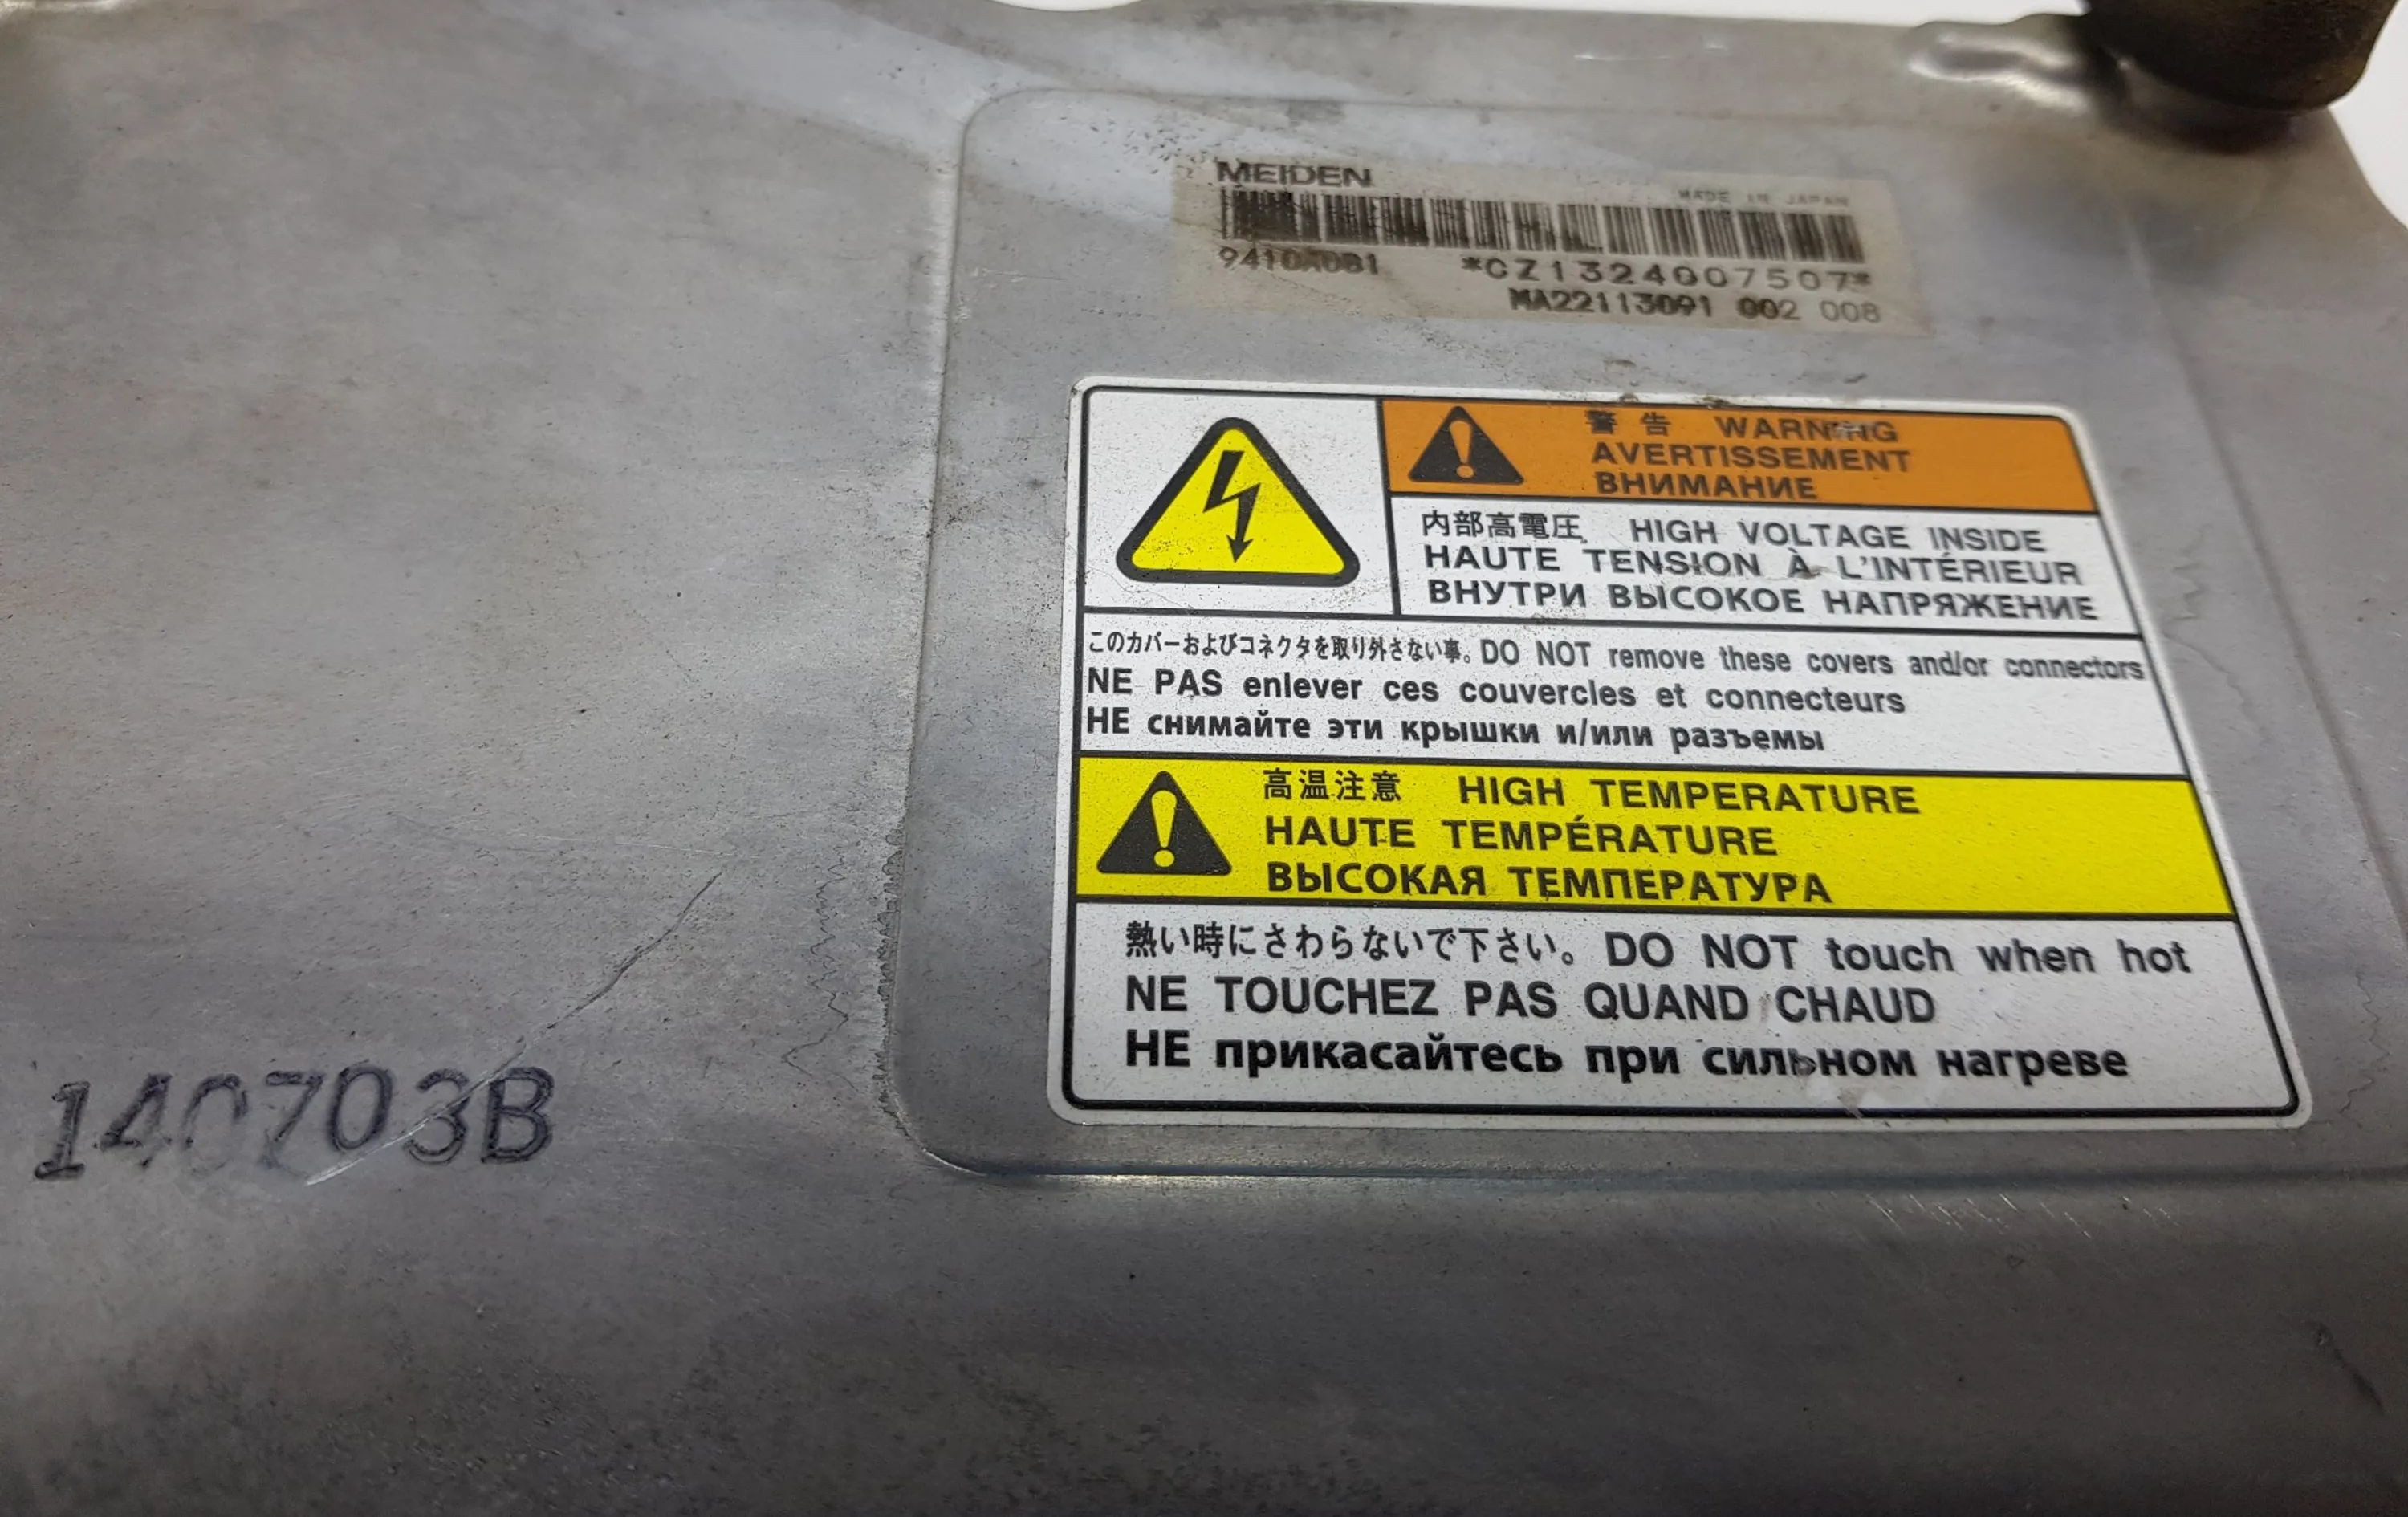 MEIDEN
MADE IN JAPAN
9410A081 *CZ1324007507*
MA22113091 002 008
警告 WARNING
AVERTISSEMENT
ВНИМАНИЕ
内部高電圧 HIGH VOLTAGE INSIDE
HAUTE TENSION À L'INTÉRIEUR
ВНУТРИ ВЫСОКОЕ НАПРЯЖЕНИЕ
このカバーおよびコネクタを取り外さない事。DO NOT remove these covers and/or connectors
NE PAS enlever ces couvercles et connecteurs
НЕ снимайте эти крышки и/или разъемы
高温注意 HIGH TEMPERATURE
HAUTE TEMPÉRATURE
ВЫСОКАЯ ТЕМПЕРАТУРА
熱い時にさわらないで下さい。DO NOT touch when hot
NE TOUCHEZ PAS QUAND CHAUD
НЕ прикасайтесь при сильном нагреве
140703B